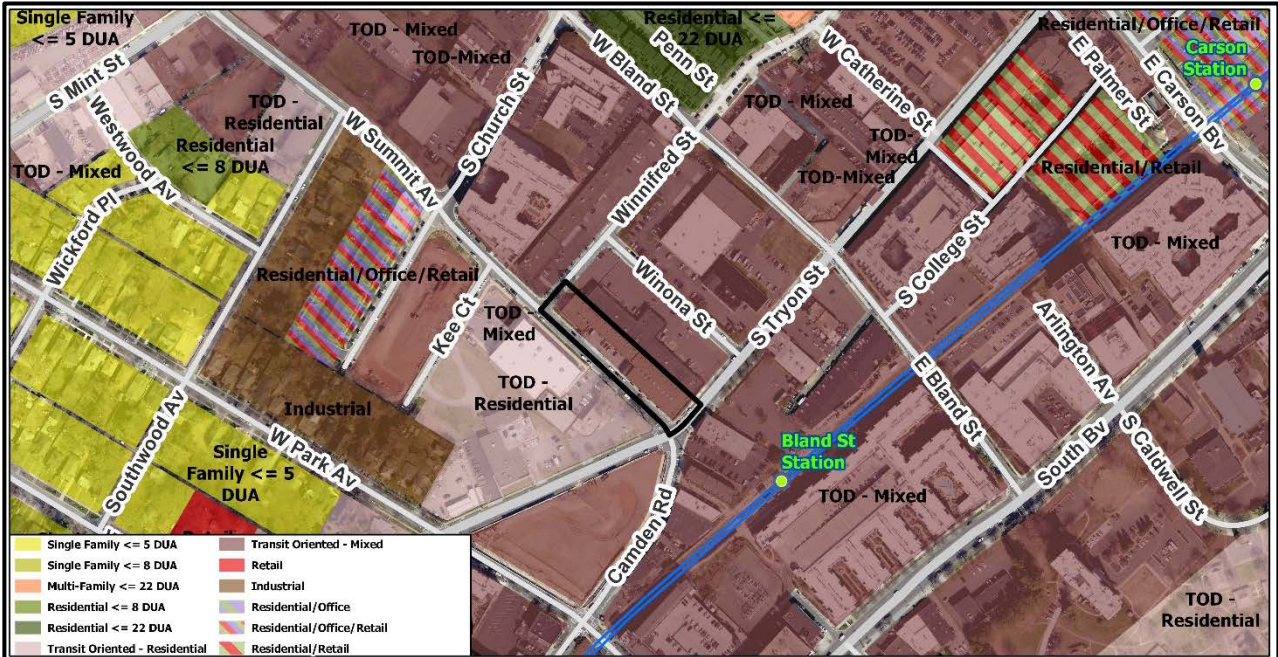 Single Family
<= 5 DUA
TOD - Mixed
TOD-Mixed
Residential <=
22 DUA
Residential/Office/Retail
Carson
Station
S Mint St
Westwood Av
TOD -
Residential
Residential
<= 8 DUA
W Summit Av
S Church St
W Bland St
Penn St
W Catherine St
E Palmer St
E Carson Bv
TOD - Mixed
TOD - Mixed
TOD-
Mixed
TOD-Mixed
Winnifred St
Residential/Retail
Wickford Pl
Residential/Office/Retail
Kee Ct
TOD -
Mixed
Winona St
S Tryon St
S College St
TOD - Mixed
Arlington Av
TOD -
Residential
Industrial
E Bland St
South Bv
S Caldwell St
Southwood Av
W Park Av
Single
Family <= 5
DUA
Bland St
Station
TOD - Mixed
Camden Rd
TOD -
Residential
Single Family <= 5 DUA
Single Family <= 8 DUA
Multi-Family <= 22 DUA
Residential <= 8 DUA
Residential <= 22 DUA
Transit Oriented - Residential
Transit Oriented - Mixed
Retail
Industrial
Residential/Office
Residential/Office/Retail
Residential/Retail